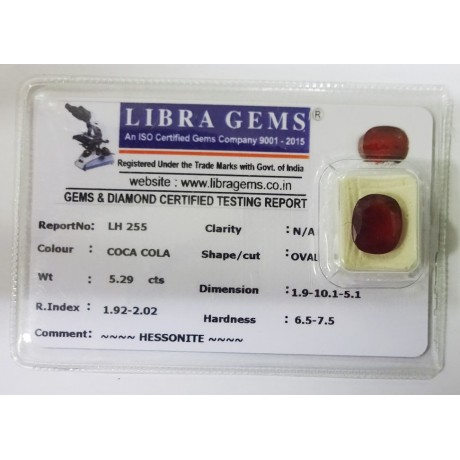 LIBRA GEMS ®
An ISO Certified Gems Company 9001 - 2015
Registered Under the Trade Marks with Govt. of India
website : www.libragems.co.in
GEMS & DIAMOND CERTIFIED TESTING REPORT
ReportNo: LH 255 Clarity : N/A
Colour : COCA COLA Shape/cut : OVAL
Wt : 5.29 cts
Dimension : 1.9-10.1-5.1
R.Index : 1.92-2.02
Hardness : 6.5-7.5
Comment: ~~~~ HESSONITE ~~~~